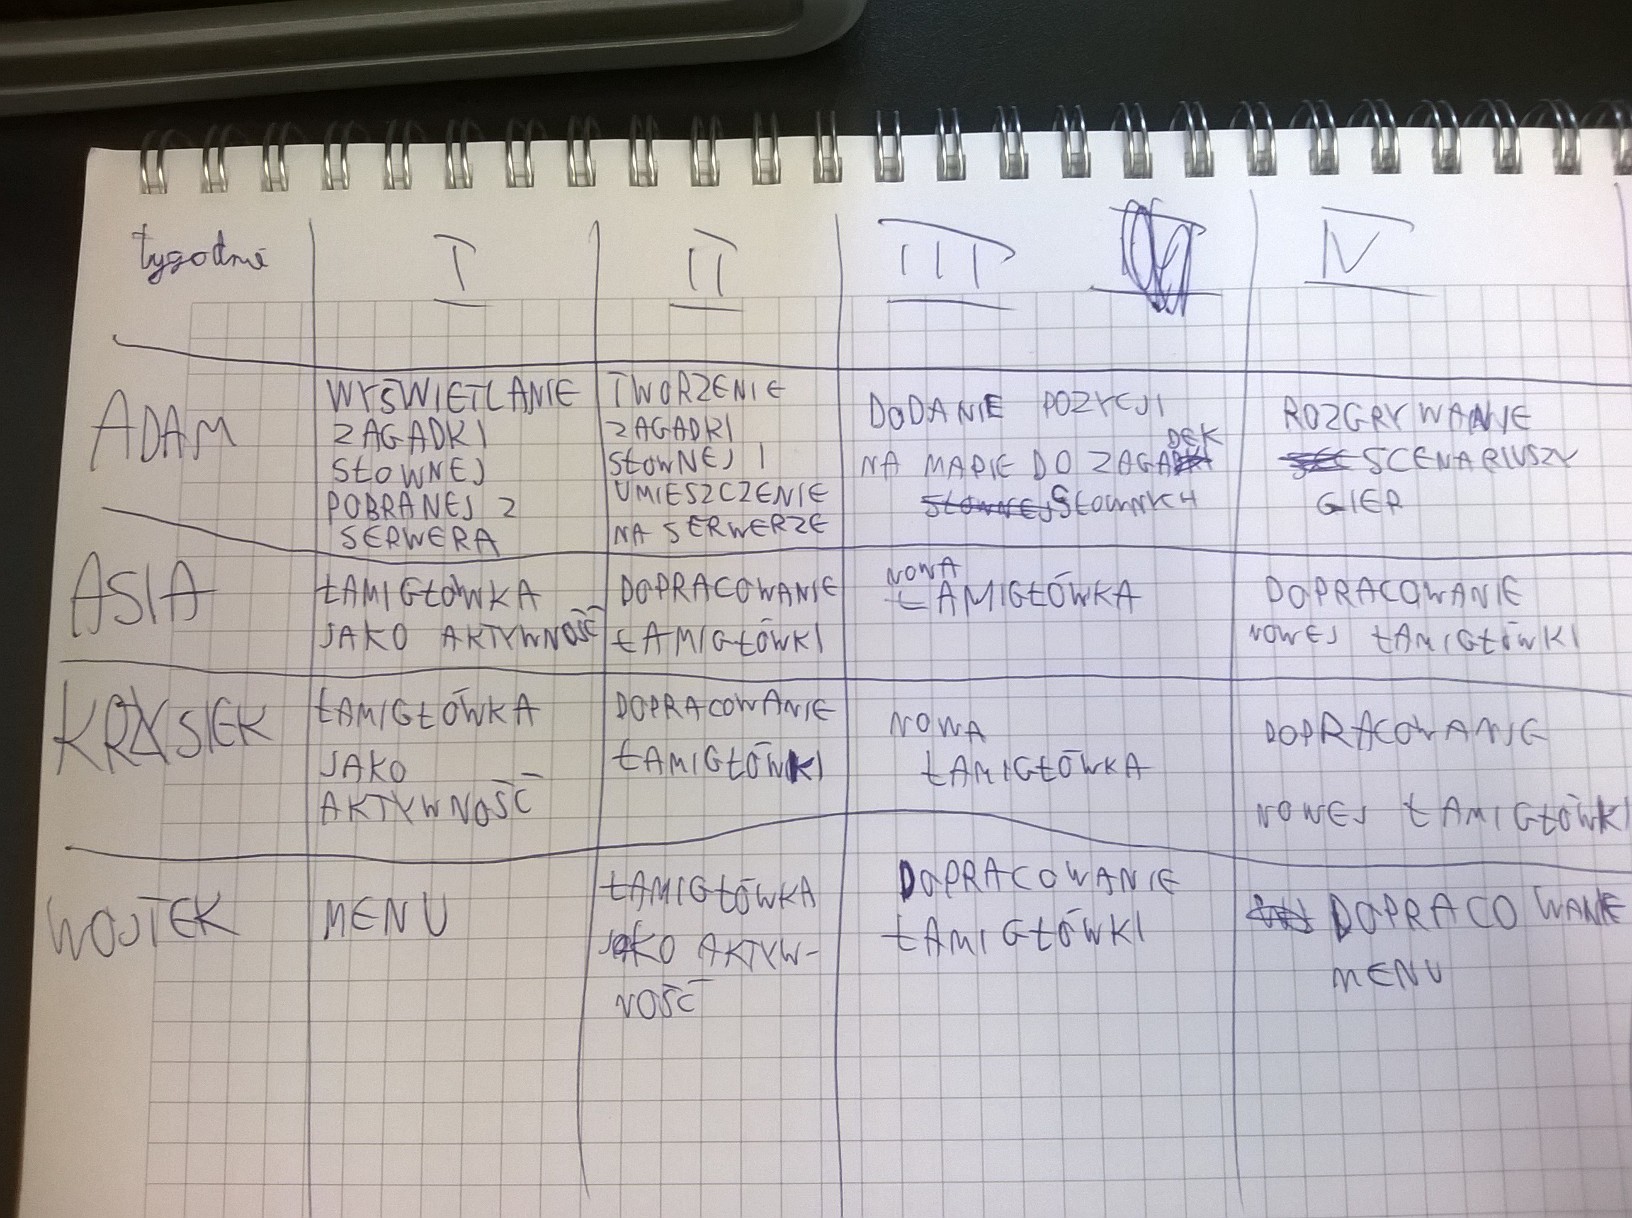 tygodnie
I
II
III
IV
ADAM
WYŚWIETLANIE
ZAGADKI
SŁOWNEJ
POBRANEJ Z
SERWERA
TWORZENIE
ZAGADKI
SŁOWNEJ I
UMIESZCZENIE
NA SERWERZE
DODANIE POZYCJI
NA MAPIE DO ZAGADEK
SŁOWNYCH
ROZGRYWANIE
SCENARIUSZY
GIER
ASIA
ŁAMIGŁÓWKA
JAKO AKTYWNOŚĆ
DOPRACOWANIE
ŁAMIGŁÓWKI
NOWA
ŁAMIGŁÓWKA
DOPRACOWANIE
NOWEJ ŁAMIGŁÓWKI
KRZYSIEK
ŁAMIGŁÓWKA
JAKO
AKTYWNOŚĆ
DOPRACOWANIE
ŁAMIGŁÓWKI
NOWA
ŁAMIGŁÓWKA
DOPRACOWANIE
NOWEJ ŁAMIGŁÓWKI
WOJTEK
MENU
ŁAMIGŁÓWKA
JAKO AKTYW-
NOŚĆ
DOPRACOWANIE
ŁAMIGŁÓWKI
DOPRACOWANIE
MENU